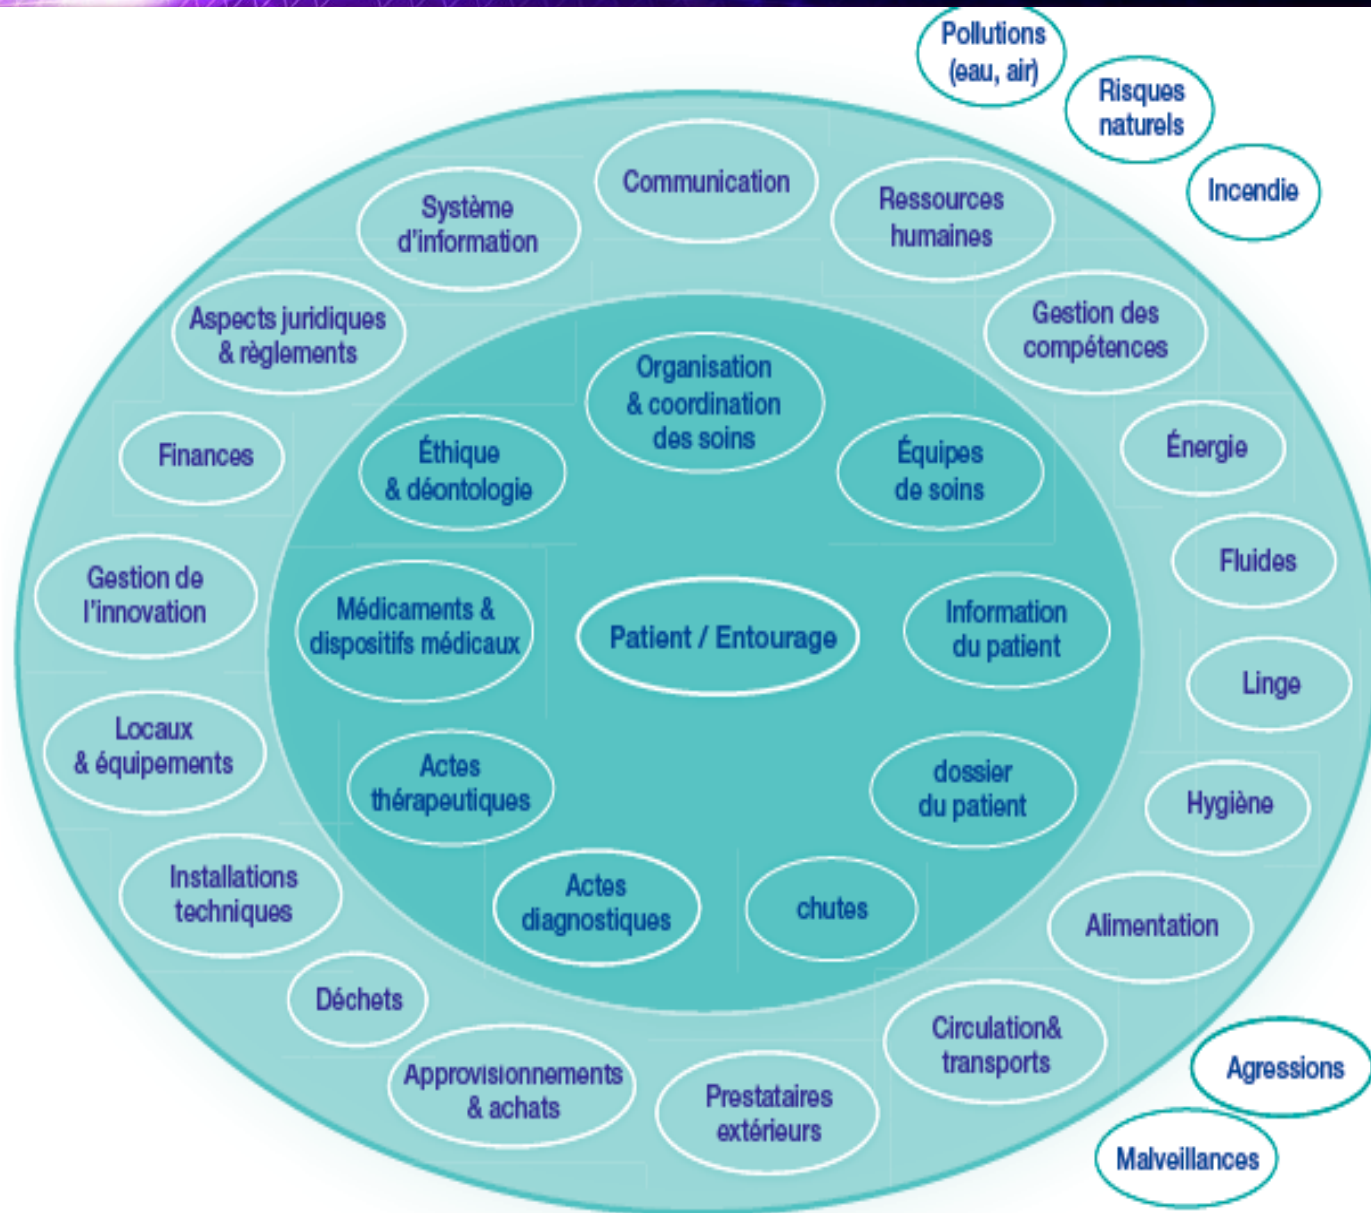 Pollutions
(eau, air)
Risques
naturels
Incendie
Communication
Ressources
humaines
Système
d'information
Gestion des
compétences
Aspects juridiques
& règlements
Énergie
Finances
Fluides
Gestion de
l'innovation
Linge
Locaux
& équipements
Hygiène
Installations
techniques
Alimentation
Déchets
Circulation&
transports
Approvisionnements
& achats
Prestataires
extérieurs
Organisation
& coordination
des soins
Éthique
& déontologie
Équipes
de soins
Médicaments &
dispositifs médicaux
Patient / Entourage
Information
du patient
Actes
thérapeutiques
dossier
du patient
Actes
diagnostiques
chutes
Agressions
Malveillances